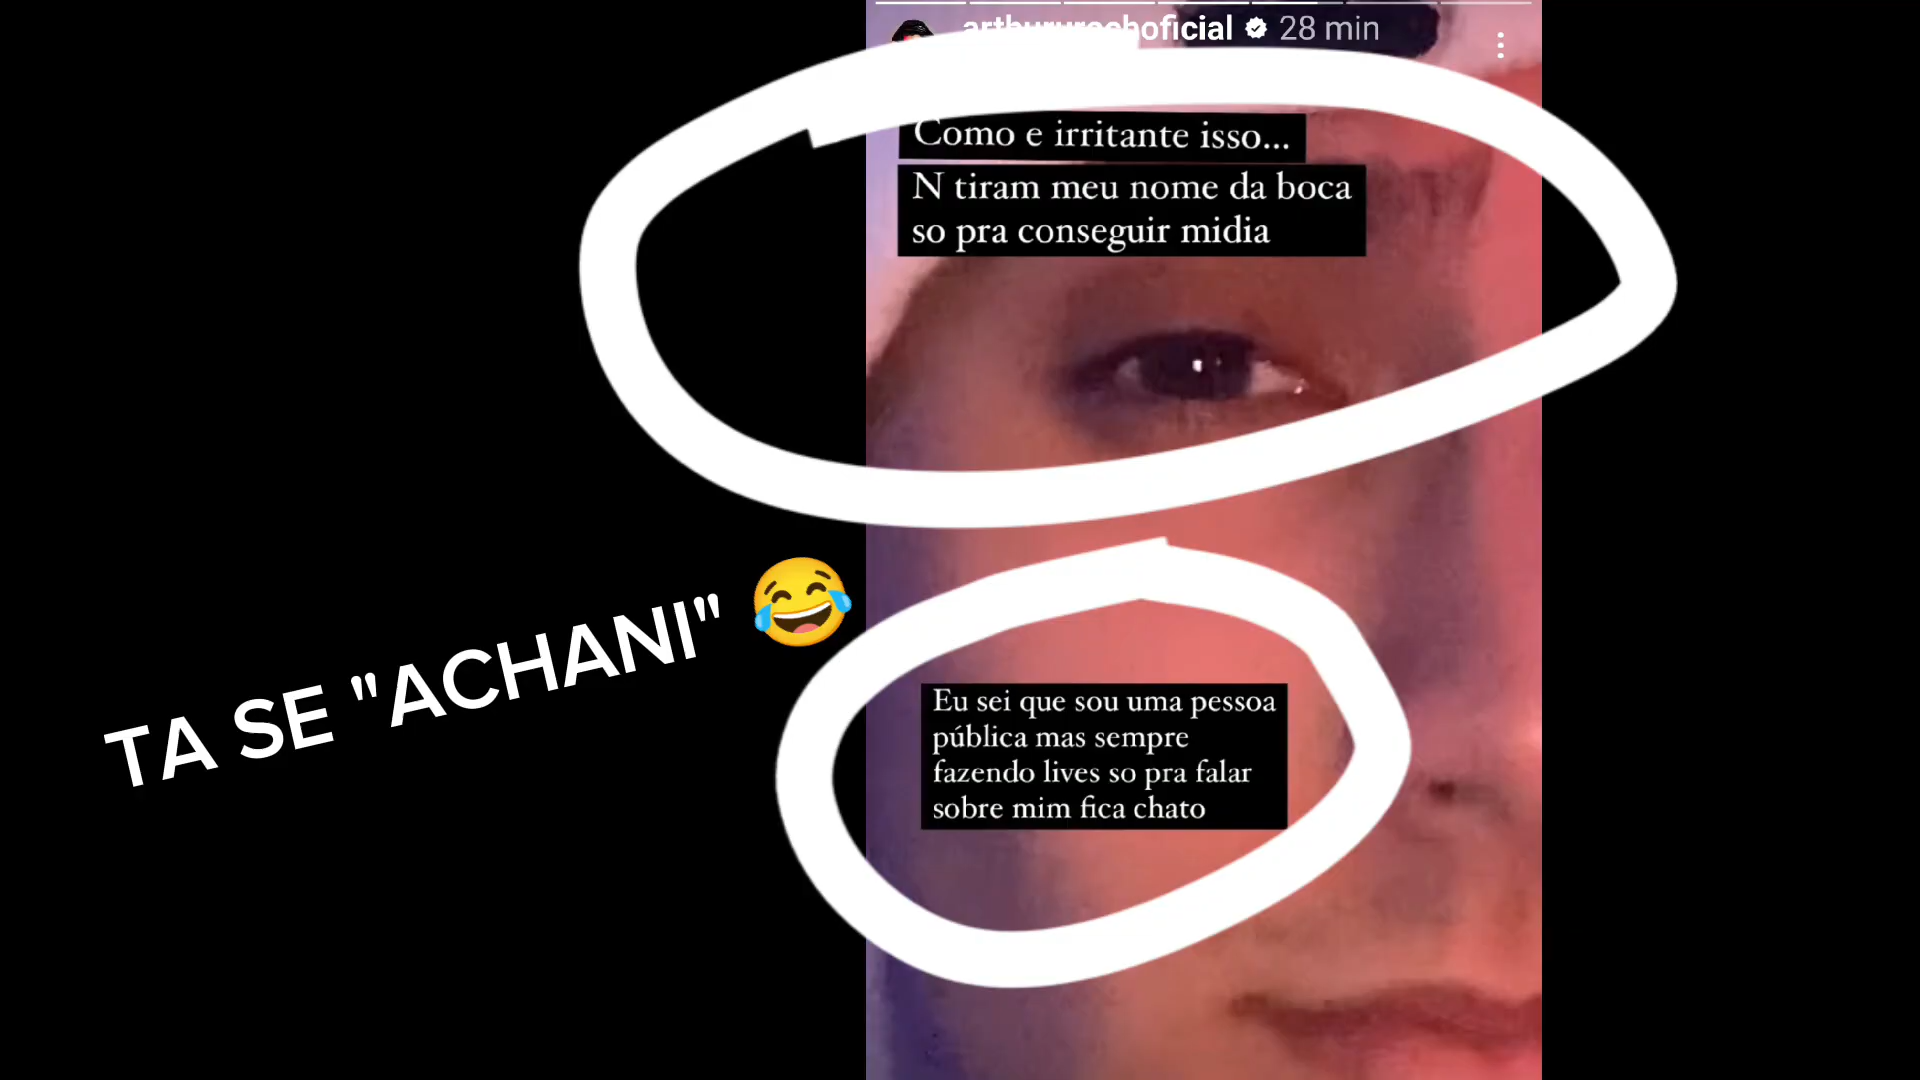 28 min
Como e irritante isso...
N tiram meu nome da boca
so pra conseguir midia
TA SE "ACHANI" 😂
Eu sei que sou uma pessoa
pública mas sempre
fazendo lives so pra falar
sobre mim fica chato